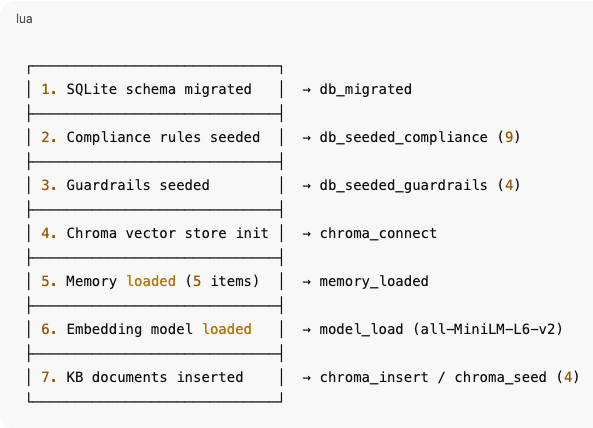 lua
1. SQLite schema migrated → db_migrated
2. Compliance rules seeded → db_seeded_compliance (9)
3. Guardrails seeded → db_seeded_guardrails (4)
4. Chroma vector store init → chroma_connect
5. Memory loaded (5 items) → memory_loaded
6. Embedding model loaded → model_load (all-MiniLM-L6-v2)
7. KB documents inserted → chroma_insert / chroma_seed (4)